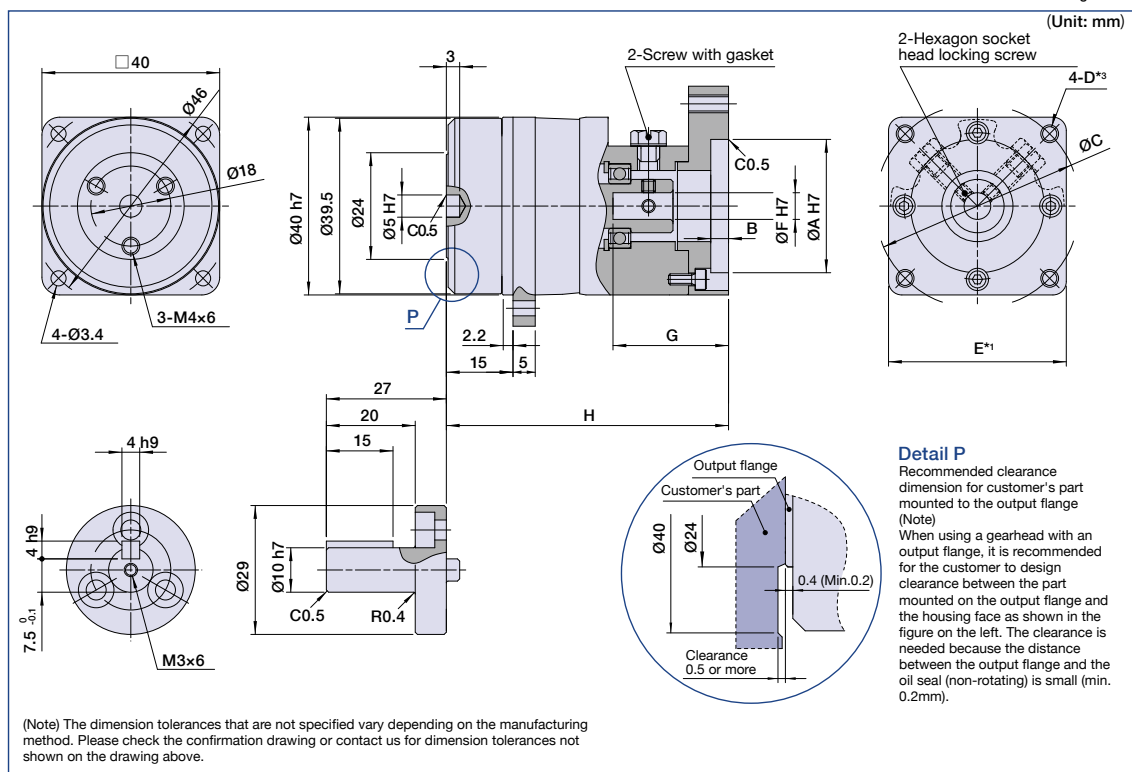 (Unit: mm)
□40
Ø46
Ø18
3-M4×6
4-Ø3.4
3
2-Screw with gasket
Ø40 h7
Ø39.5
Ø24
Ø5 H7
C0.5
P
C0.5
B
ØF H7
ØA H7
2.2
15
5
G
H
2-Hexagon socket
head locking screw
4-D*3
ØC
E*1
27
20
15
4 h9
4 h9
7.5 0 -0.1
M3×6
Ø29
Ø10 h7
C0.5
R0.4
Output flange
Customer's part
Ø40
Ø24
0.4 (Min.0.2)
Clearance
0.5 or more
Detail P
Recommended clearance
dimension for customer's part
mounted to the output flange
(Note)
When using a gearhead with an
output flange, it is recommended
for the customer to design
clearance between the part
mounted on the output flange and
the housing face as shown in the
figure on the left. The clearance is
needed because the distance
between the output flange and the
oil seal (non-rotating) is small (min.
0.2mm).
(Note) The dimension tolerances that are not specified vary depending on the manufacturing
method. Please check the confirmation drawing or contact us for dimension tolerances not
shown on the drawing above.